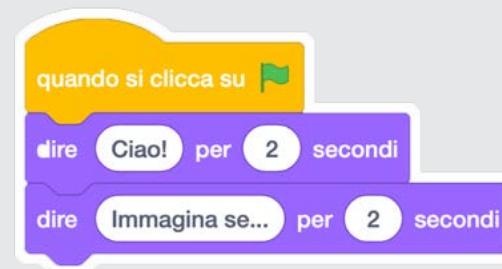 quando si clicca su
dire Ciao! per 2 secondi
dire Immagina se... per 2 secondi